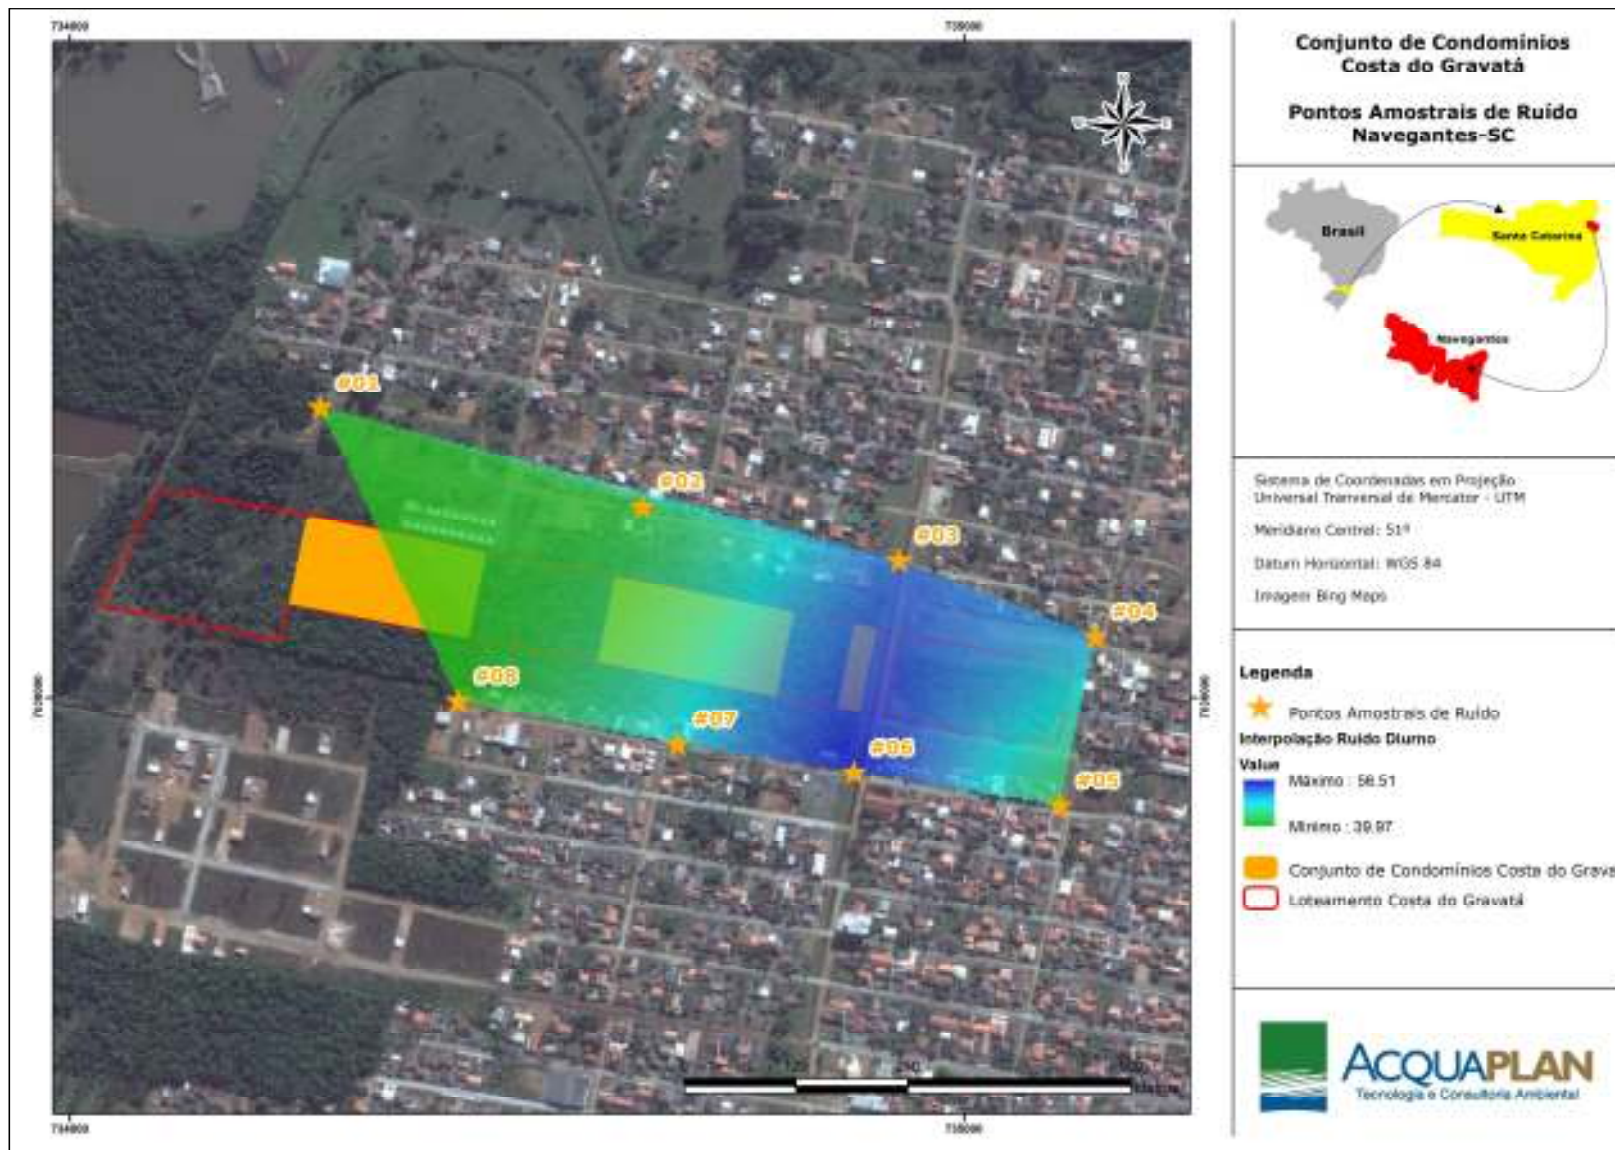 Conjunto de Condomínios
Costa do Gravatá
Pontos Amostrais de Ruído
Navegantes-SC
Brasil
Santa Catarina
Navegantes
Sistema de Coordenadas em Projeção
Universal Tranversal de Mercator - UTM
Meridiano Central: 51º
Datum Horizontal: WGS 84
Imagem Bing Maps
Legenda
Pontos Amostrais de Ruído
Interpolação Ruído Diurno
Value
Máximo : 56.51
Mínimo : 39.97
Conjunto de Condomínios Costa do Grava
Loteamento Costa do Gravatá
ACQUAPLAN
Tecnologia e Consultoria Ambiental
N
#01
#02
#03
#04
#05
#06
#07
#08